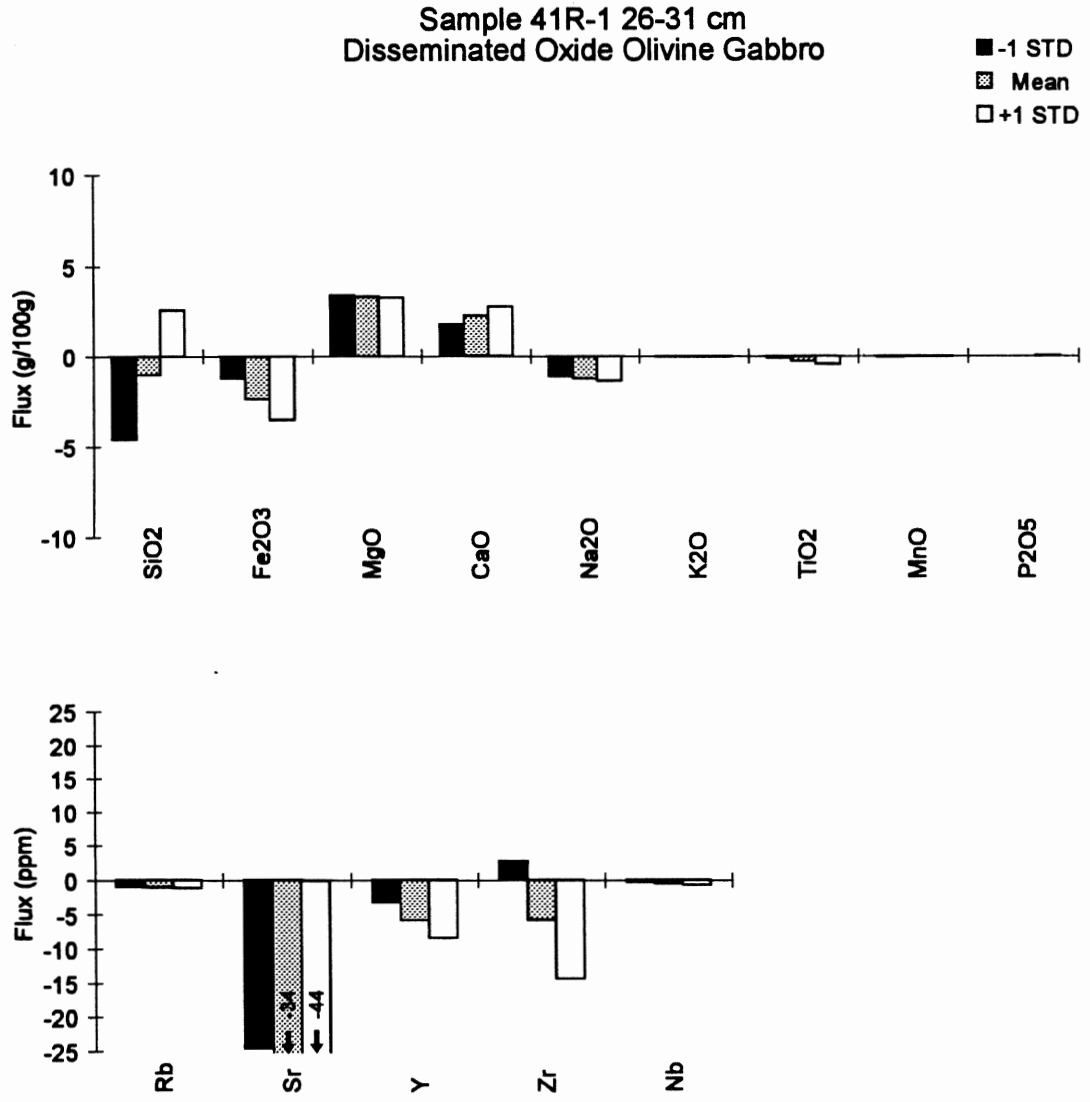 Sample 41R-1 26-31 cm
Disseminated Oxide Olivine Gabbro
-1 STD
Mean
+1 STD
10
5
0
-5
-10
Flux (g/100g)
SiO2
Fe2O3
MgO
CaO
Na2O
K2O
TiO2
MnO
P2O5
25
20
15
10
5
0
-5
-10
-15
-20
-25
Flux (ppm)
-34
-44
Rb
Sr
Y
Zr
Nb